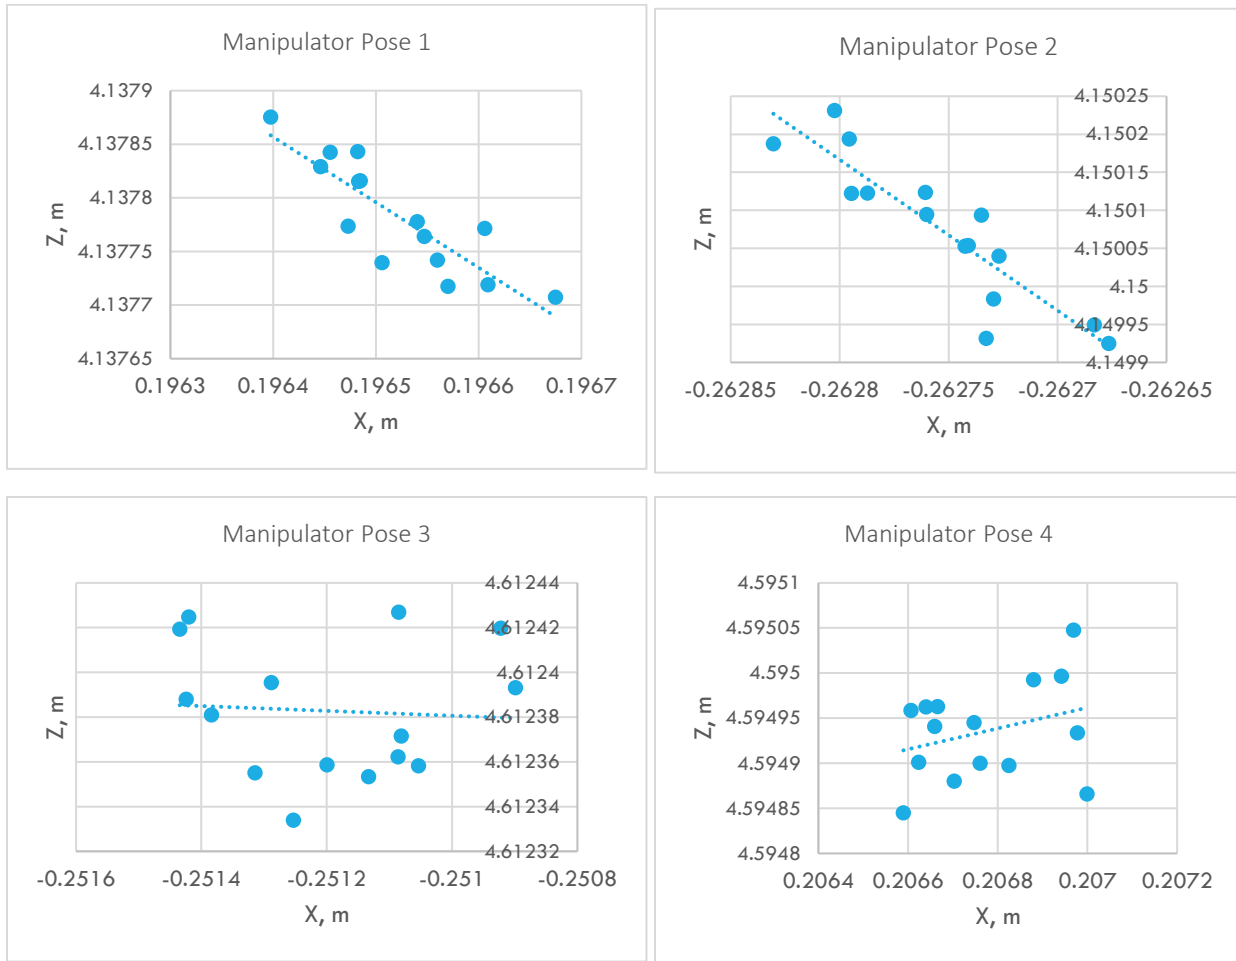 Manipulator Pose 1
4.1379
4.13785
4.1378
4.13775
4.1377
4.13765
Z, m
0.1963 0.1964 0.1965 0.1966 0.1967
X, m
Manipulator Pose 2
4.15025
4.1502
4.15015
4.1501
4.15005
4.15
4.14995
4.1499
Z, m
-0.26285 -0.2628 -0.26275 -0.2627 -0.26265
X, m
Manipulator Pose 3
4.61244
4.61242
4.6124
4.61238
4.61236
4.61234
4.61232
Z, m
-0.2516 -0.2514 -0.2512 -0.251 -0.2508
X, m
Manipulator Pose 4
4.5951
4.59505
4.595
4.59495
4.5949
4.59485
4.5948
Z, m
0.2064 0.2066 0.2068 0.207 0.2072
X, m